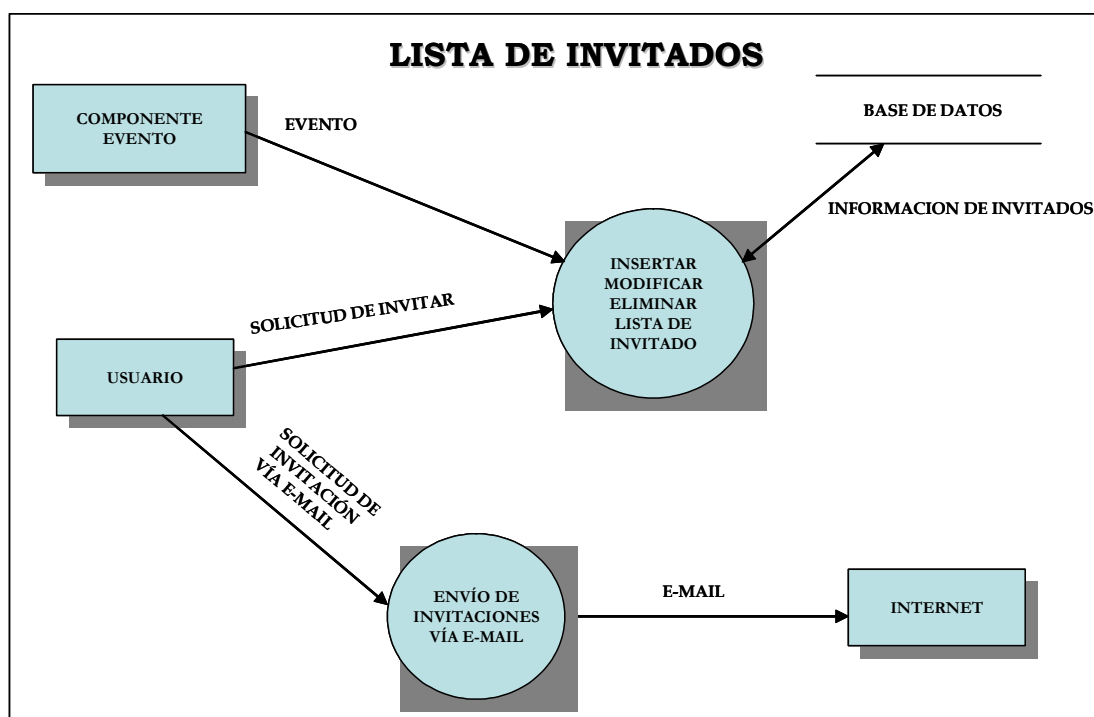 LISTA DE INVITADOS
COMPONENTE
EVENTO
EVENTO
BASE DE DATOS
INFORMACION DE INVITADOS
INSERTAR
MODIFICAR
ELIMINAR
LISTA DE
INVITADO
SOLICITUD DE INVITAR
USUARIO
SOLICITUD DE
INVITACIÓN
VÍA E-MAIL
ENVÍO DE
INVITACIONES
VÍA E-MAIL
E-MAIL
INTERNET